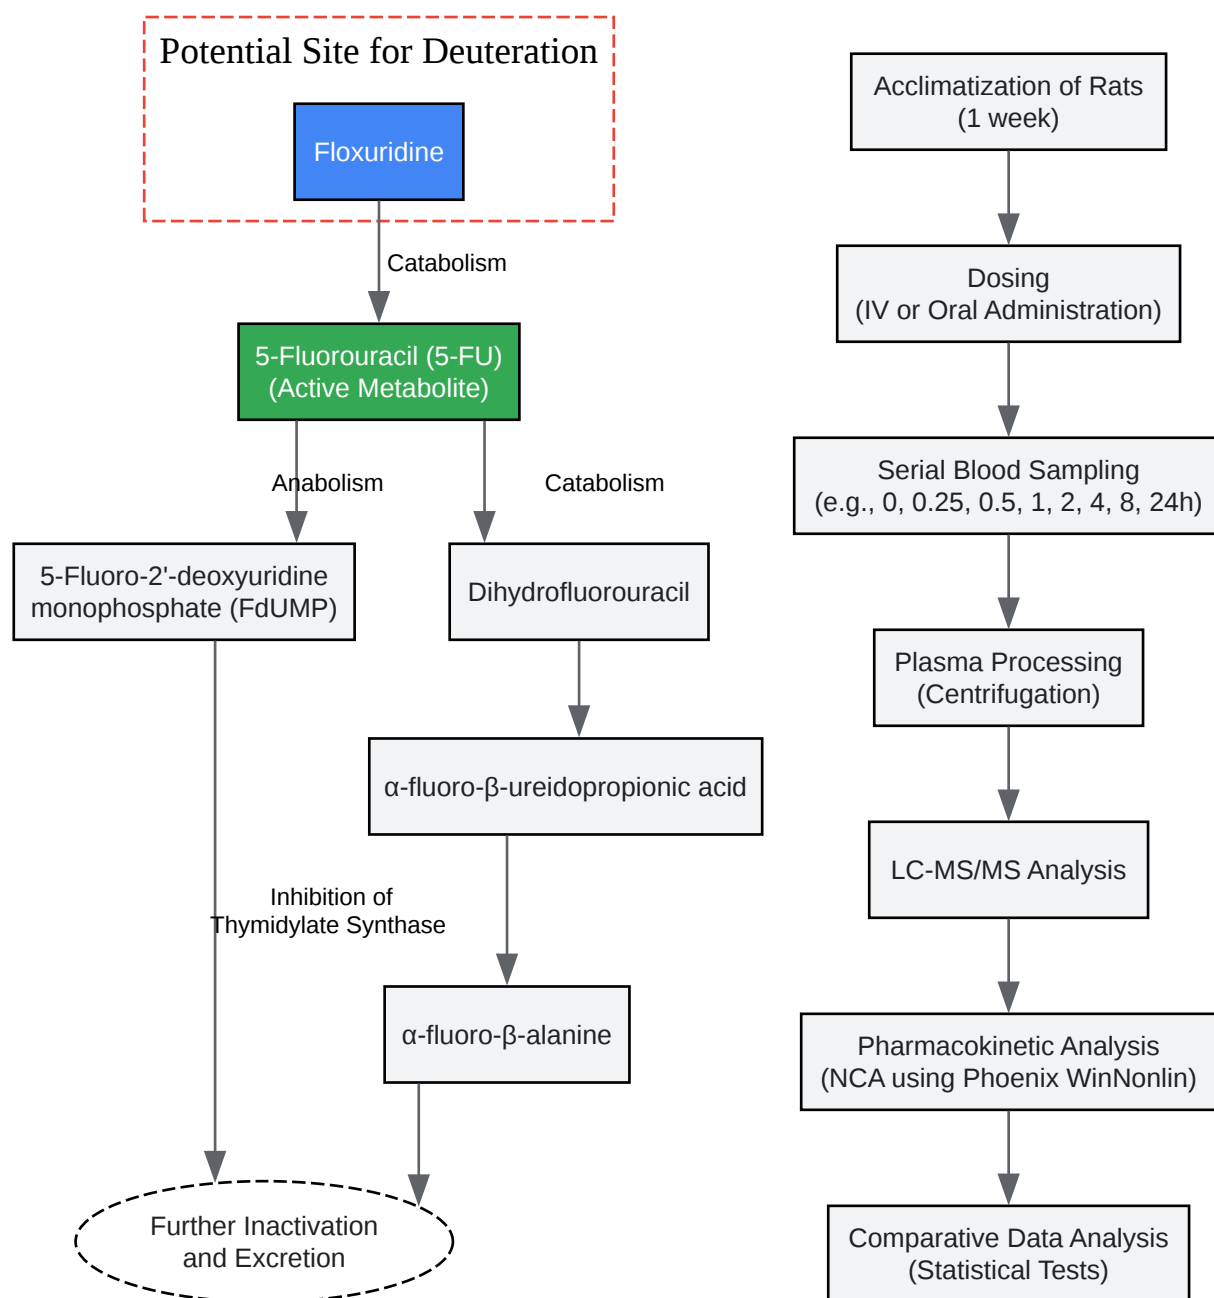 Potential Site for Deuteration
Floxuridine
Catabolism
5-Fluorouracil (5-FU)
(Active Metabolite)
Anabolism
Catabolism
5-Fluoro-2'-deoxyuridine
monophosphate (FdUMP)
Dihydrofluorouracil
α-fluoro-β-ureidopropionic acid
Inhibition of
Thymidylate Synthase
α-fluoro-β-alanine
Further Inactivation
and Excretion
Acclimatization of Rats
(1 week)
Dosing
(IV or Oral Administration)
Serial Blood Sampling
(e.g., 0, 0.25, 0.5, 1, 2, 4, 8, 24h)
Plasma Processing
(Centrifugation)
LC-MS/MS Analysis
Pharmacokinetic Analysis
(NCA using Phoenix WinNonlin)
Comparative Data Analysis
(Statistical Tests)